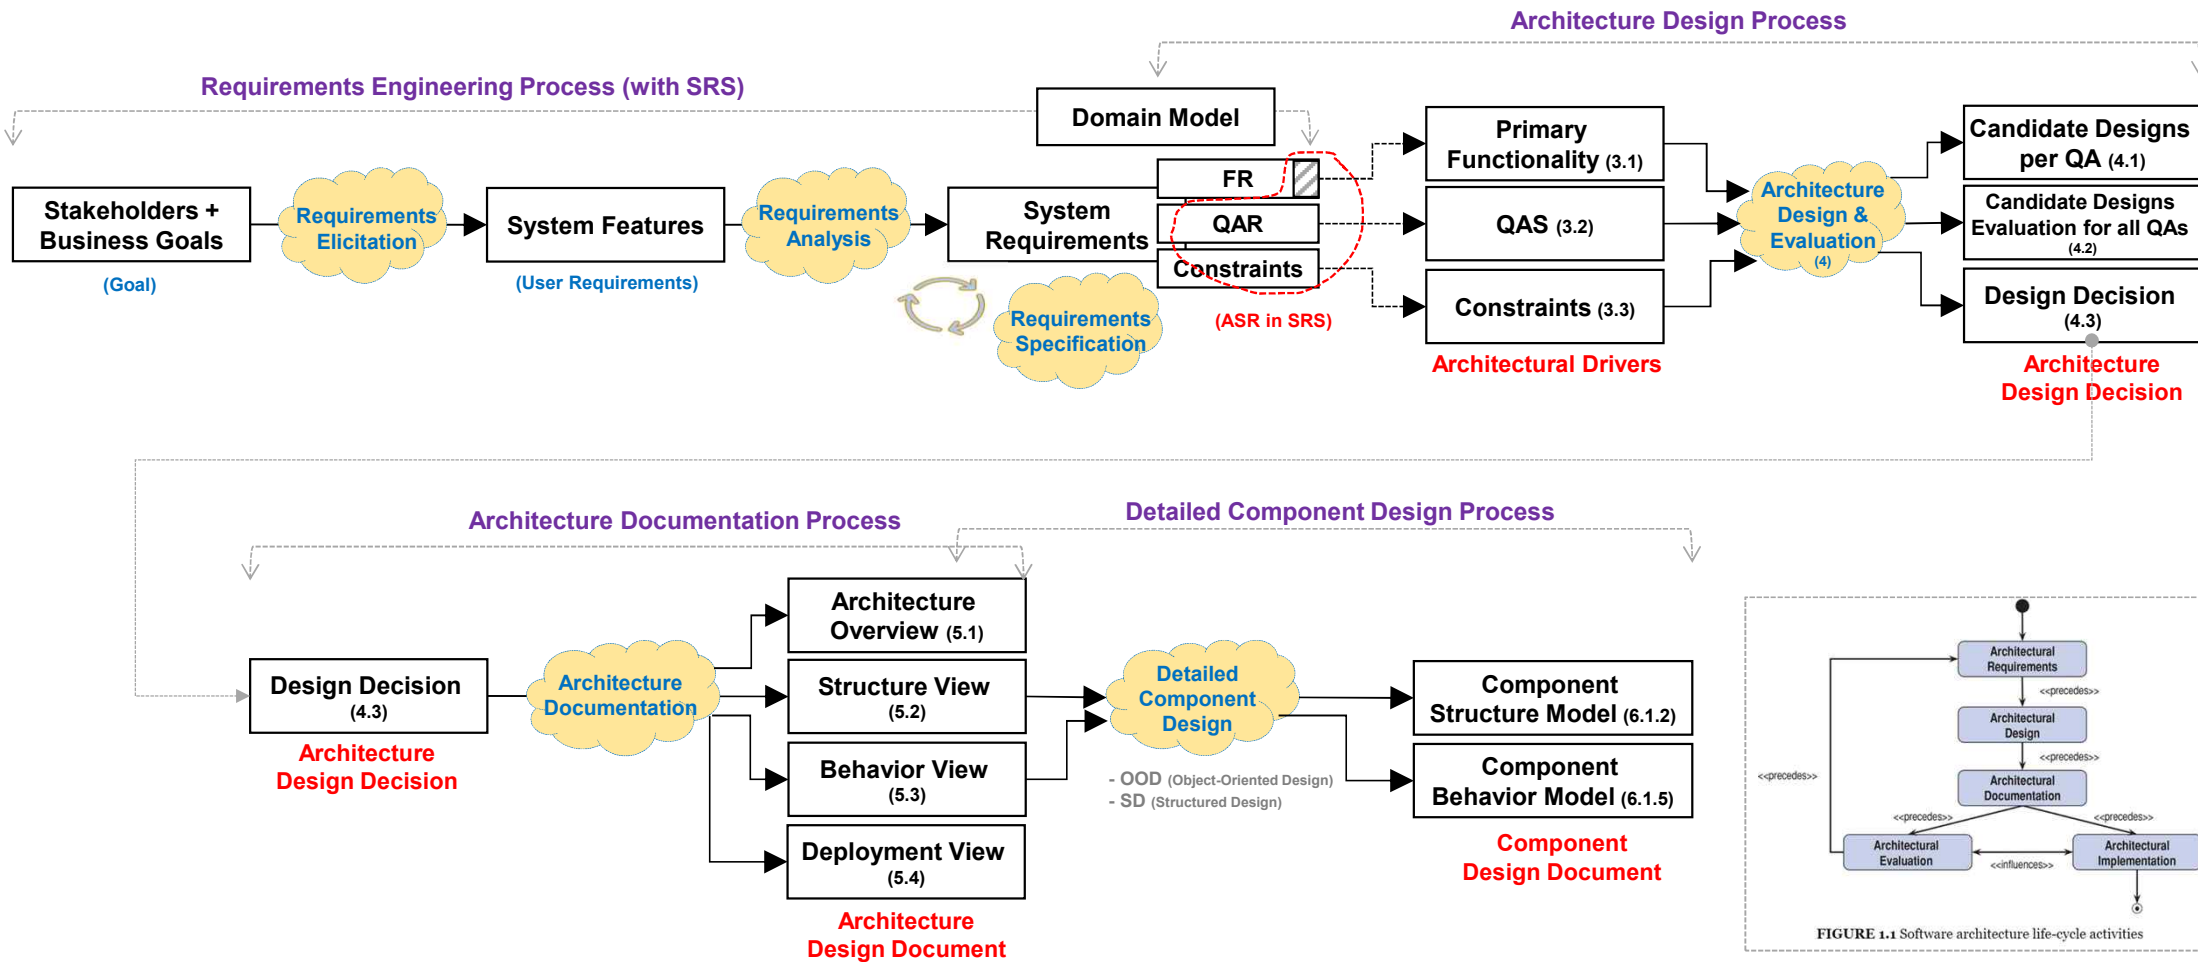 Architecture Design Process
Requirements Engineering Process (with SRS)
Domain Model
Stakeholders +
Business Goals
(Goal)
Requirements
Elicitation
System Features
(User Requirements)
Requirements
Analysis
System
Requirements
FR
QAR
Constraints
(ASR in SRS)
Requirements
Specification
Primary
Functionality (3.1)
QAS (3.2)
Constraints (3.3)
Architectural Drivers
Architecture
Design &
Evaluation
(4)
Candidate Designs
per QA (4.1)
Candidate Designs
Evaluation for all QAs
(4.2)
Design Decision
(4.3)
Architecture
Design Decision
Architecture Documentation Process
Detailed Component Design Process
Design Decision
(4.3)
Architecture
Design Decision
Architecture
Documentation
Architecture
Overview (5.1)
Structure View
(5.2)
Behavior View
(5.3)
Deployment View
(5.4)
Architecture
Design Document
Detailed
Component
Design
- OOD (Object-Oriented Design)
- SD (Structured Design)
Component
Structure Model (6.1.2)
Component
Behavior Model (6.1.5)
Component
Design Document
Architectural
Requirements
<<precedes>>
Architectural
Design
<<precedes>>
<<precedes>>
Architectural
Documentation
<<precedes>>
<<precedes>>
Architectural
Evaluation
<<influences>>
Architectural
Implementation
FIGURE 1.1 Software architecture life-cycle activities